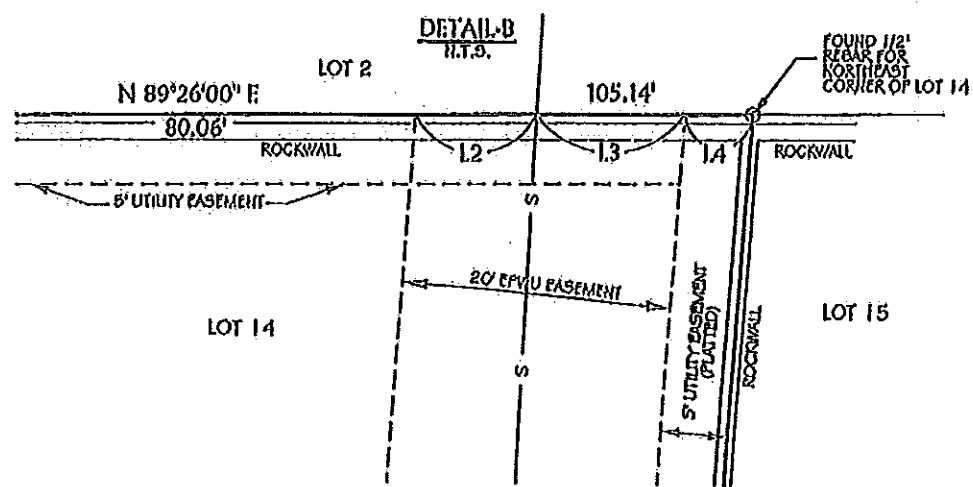 DETAIL-B
N.T.S.
LOT 2
FOUND 1/2"
REBAR FOR
NORTHEAST
CORNER OF LOT 14
N 89°26'00" E
105.14'
80.06'
L2
L3
L4
ROCKWALL
ROCKWALL
5' UTILITY EASEMENT
S
20' EPWU EASEMENT
LOT 14
5' UTILITY EASEMENT
(PLATTED)
ROCKWALL
LOT 15
S